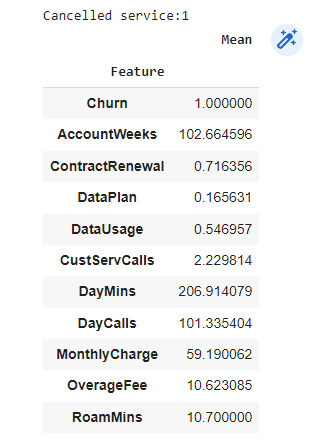 Cancelled service:1
Mean
Feature
Churn 1.000000
AccountWeeks 102.664596
ContractRenewal 0.716356
DataPlan 0.165631
DataUsage 0.546957
CustServCalls 2.229814
DayMins 206.914079
DayCalls 101.335404
MonthlyCharge 59.190062
OverageFee 10.623085
RoamMins 10.700000